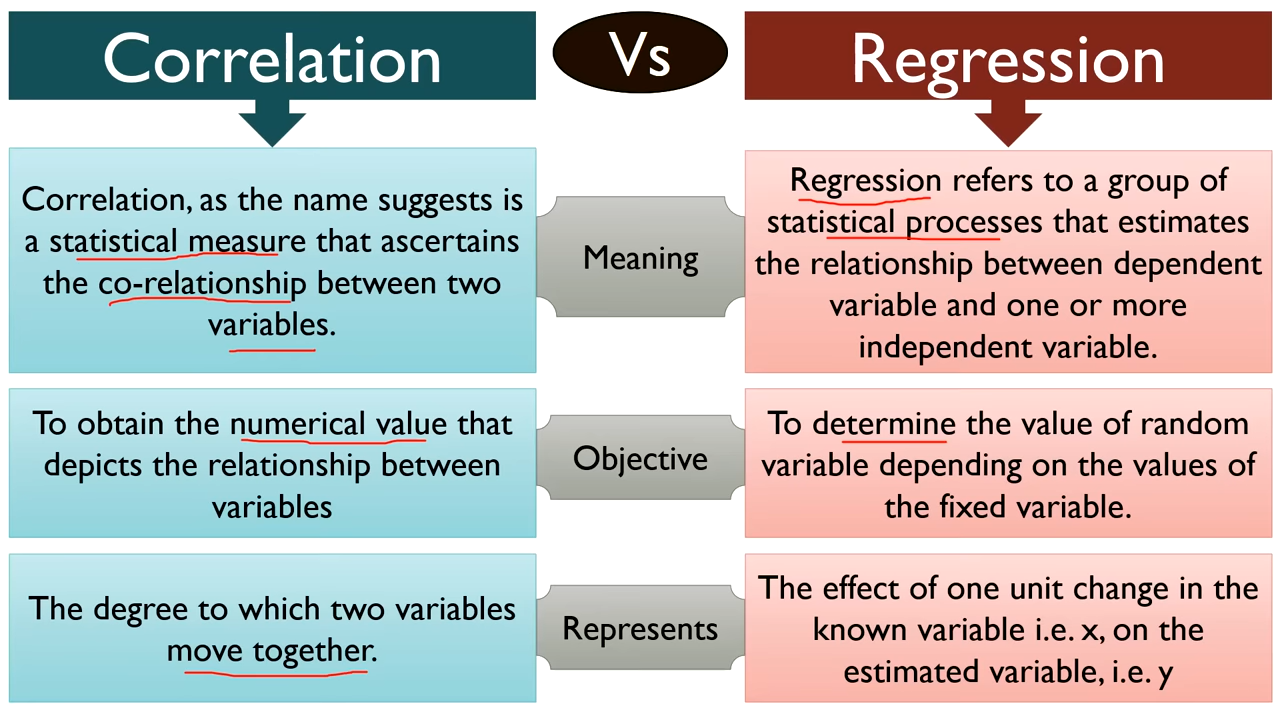 Correlation
Vs
Regression
Correlation, as the name suggests is
a statistical measure that ascertains
the co-relationship between two
variables.
Meaning
Regression refers to a group of
statistical processes that estimates
the relationship between dependent
variable and one or more
independent variable.
To obtain the numerical value that
depicts the relationship between
variables
Objective
To determine the value of random
variable depending on the values of
the fixed variable.
The degree to which two variables
move together.
Represents
The effect of one unit change in the
known variable i.e. x, on the
estimated variable, i.e. y